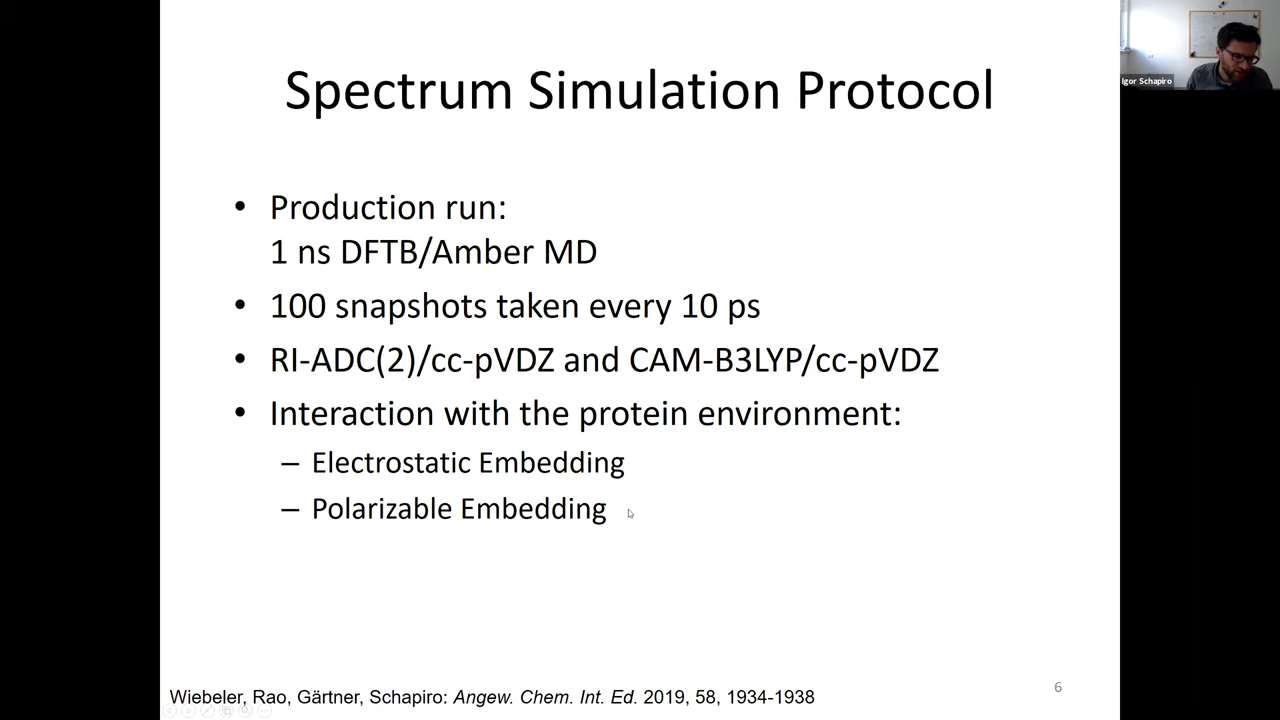 Spectrum Simulation Protocol
Igor Schapiro
• Production run:
1 ns DFTB/Amber MD
• 100 snapshots taken every 10 ps
• RI-ADC(2)/cc-pVDZ and CAM-B3LYP/cc-pVDZ
• Interaction with the protein environment:
– Electrostatic Embedding
– Polarizable Embedding
Wiebeler, Rao, Gärtner, Schapiro: Angew. Chem. Int. Ed. 2019, 58, 1934-1938
6